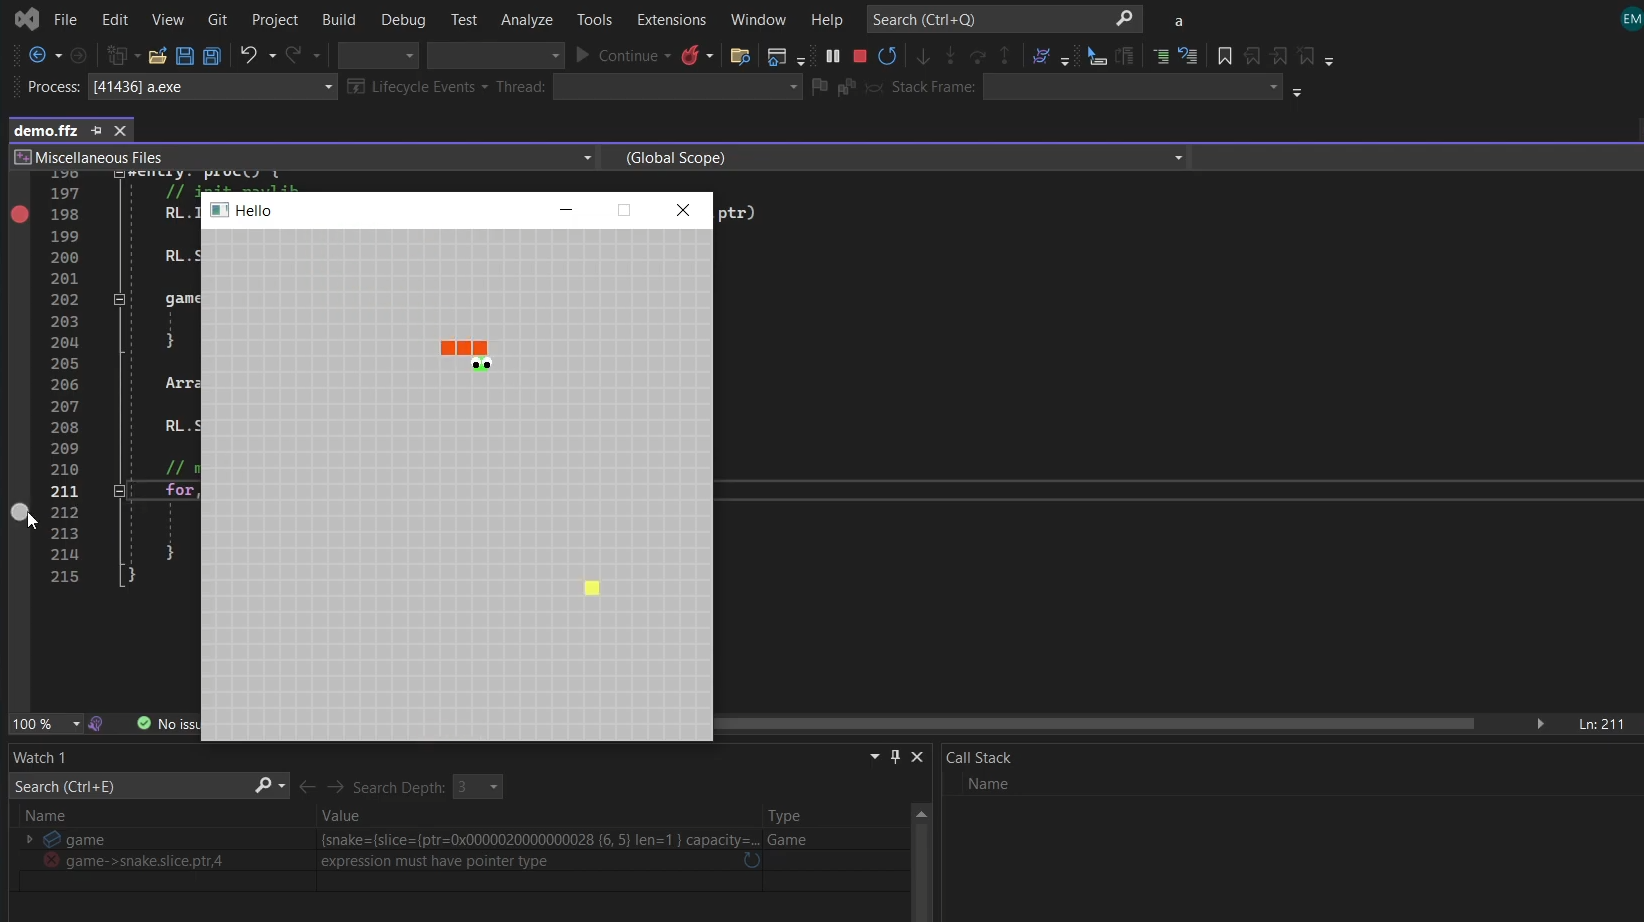 File Edit View Git Project Build Debug Test Analyze Tools Extensions Window Help Search (Ctrl+Q) a EM
Continue
Process: [41436] a.exe Lifecycle Events Thread: Stack Frame:
demo.ffz
Miscellaneous Files (Global Scope)
196 #entry: proc() {
197 // init raylib
198 RL. ptr)
199
200 RL.S
201
202 game
203
204 }
205
206 Arra
207
208 RL.S
209
210 //
211 for,
212
213
214 }
215 }
Hello
100 % No issu Ln: 211
Watch 1
Search (Ctrl+E) Search Depth: 3
Name Value Type
game {snake={slice={ptr=0x0000020000000028 {6, 5} len=1 } capacity=... Game
game->snake.slice.ptr,4 expression must have pointer type
Call Stack
Name